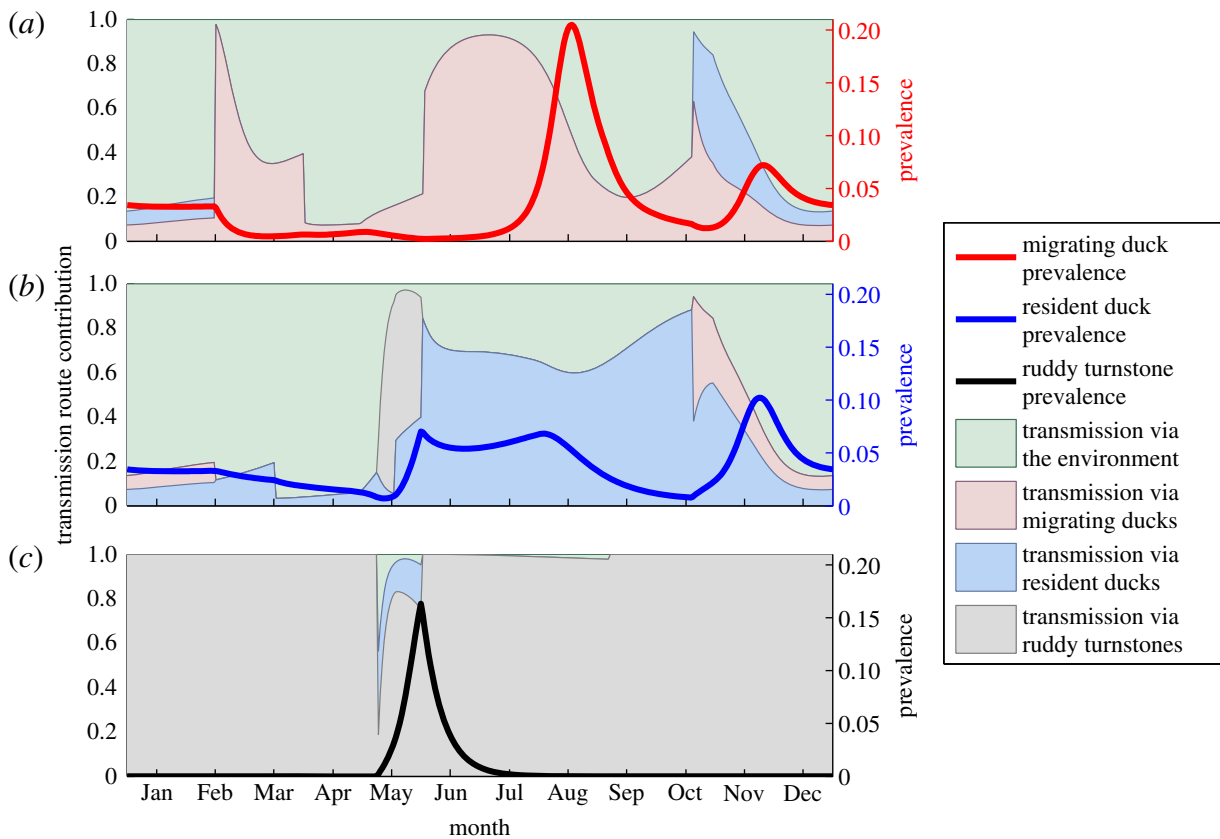 (a)
1.0
0.8
0.6
0.4
0.2
0
0.20
0.15
0.10
0.05
0
prevalence
(b)
1.0
0.8
0.6
0.4
0.2
0
0.20
0.15
0.10
0.05
0
prevalence
transmission route contribution
(c)
1.0
0.8
0.6
0.4
0.2
0
0.20
0.15
0.10
0.05
0
prevalence
Jan Feb Mar Apr May Jun Jul Aug Sep Oct Nov Dec
month
migrating duck
prevalence
resident duck
prevalence
ruddy turnstone
prevalence
transmission via
the environment
transmission via
migrating ducks
transmission via
resident ducks
transmission via
ruddy turnstones